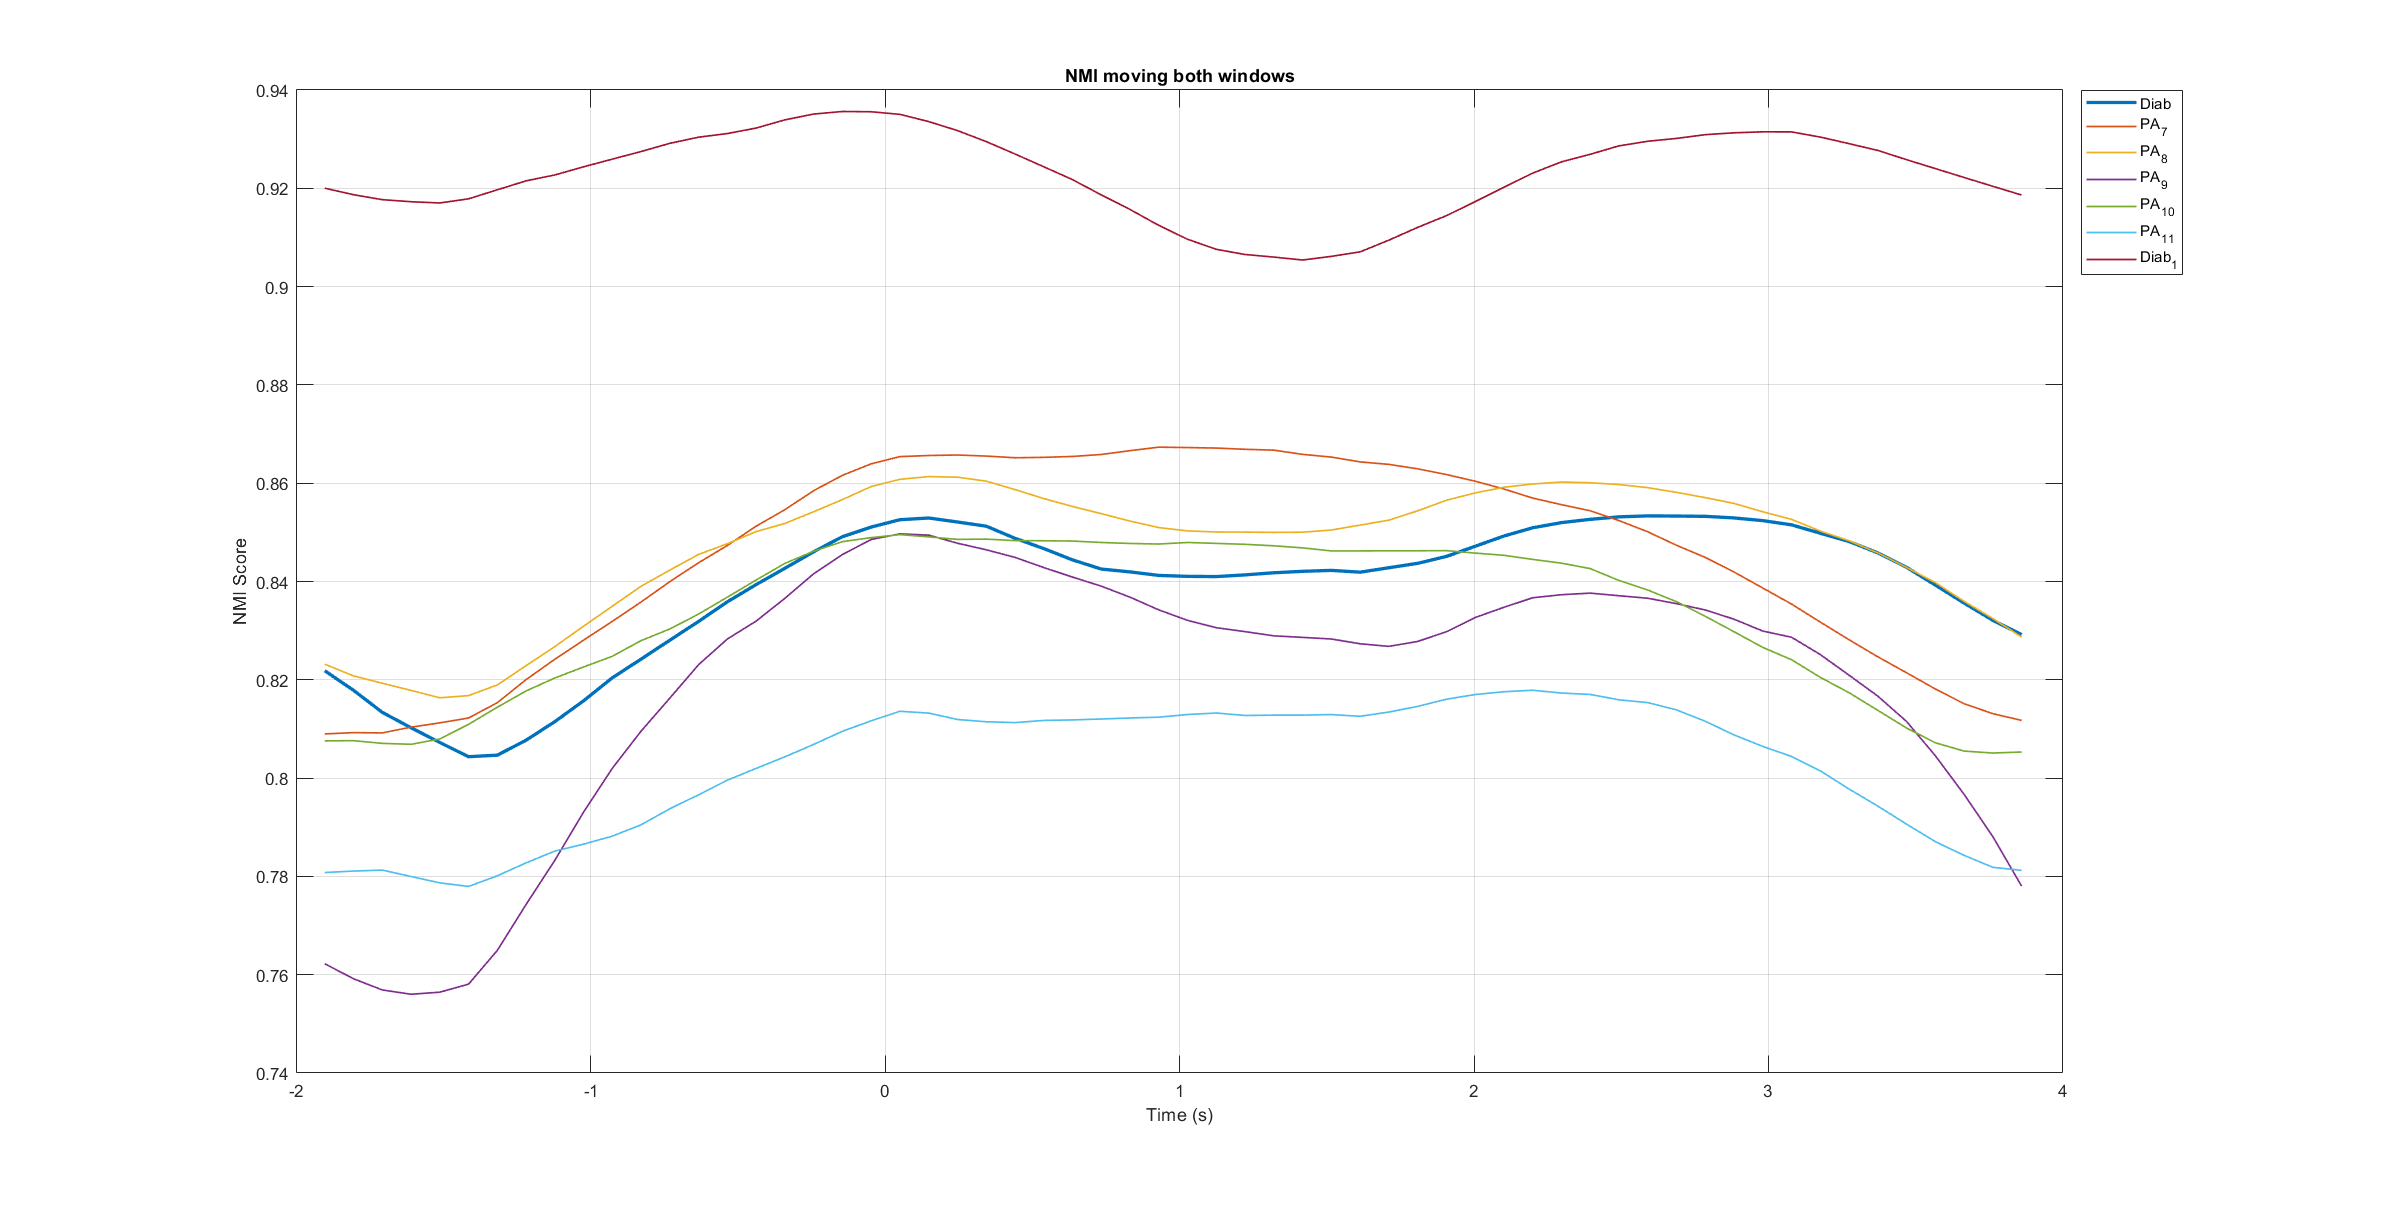 NMI moving both windows
0.94
0.92
0.9
0.88
0.86
0.84
0.82
0.8
0.78
0.76
0.74
NMI Score
-2 -1 0 1 2 3 4
Time (s)
Diab
PA7
PA8
PA9
PA10
PA11
Diab1